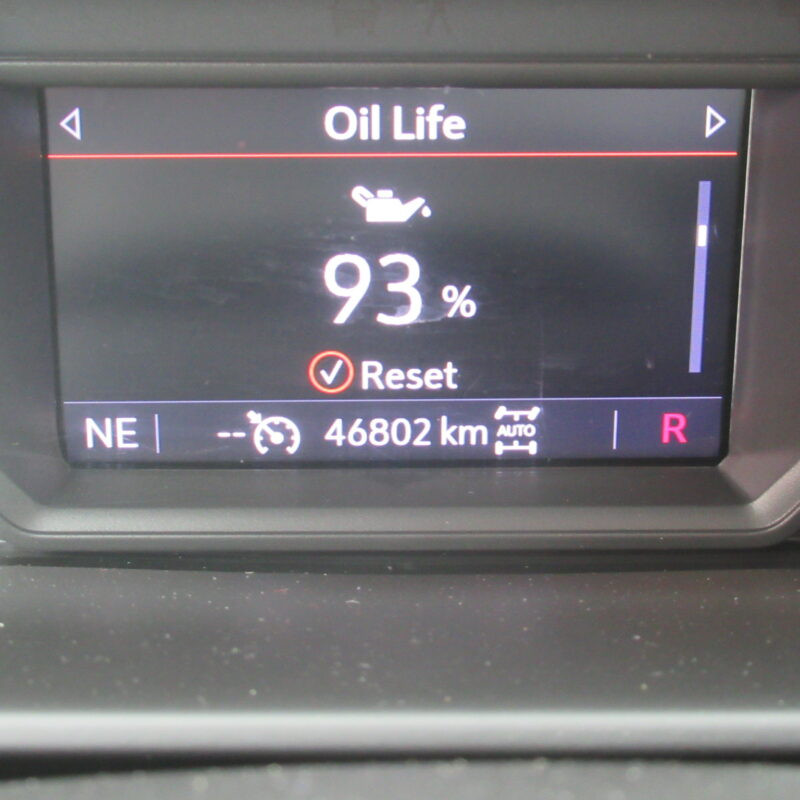 Oil Life
93 %
Reset
NE -- 46802 km AUTO R